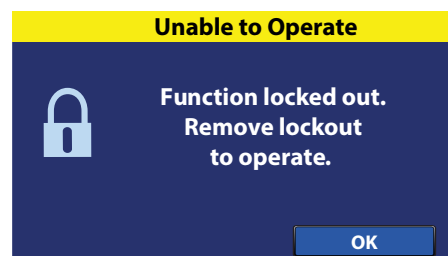 Unable to Operate
Function locked out.
Remove lockout
to operate.
OK